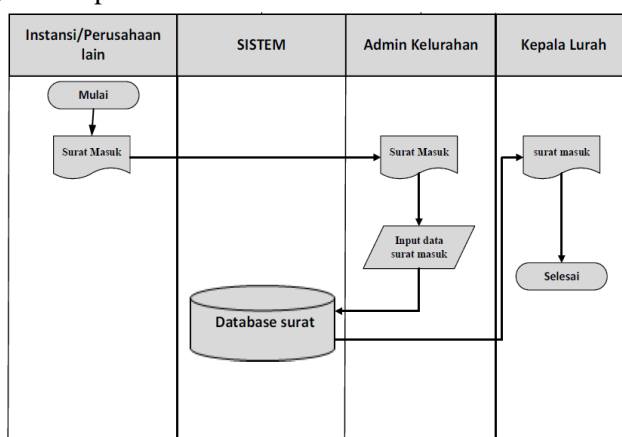 Instansi/Perusahaan
lain
SISTEM
Admin Kelurahan
Kepala Lurah
Mulai
Surat Masuk
Surat Masuk
surat masuk
Input data
surat masuk
Selesai
Database surat